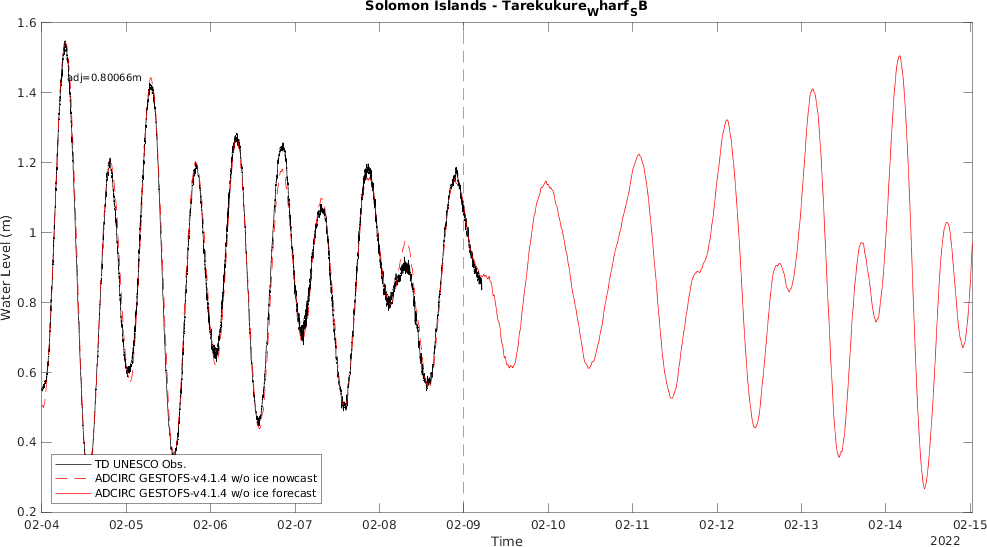 Solomon Islands - Tarekukure_Wharf_SB
1.6
1.4
1.2
1
0.8
0.6
0.4
0.2
Water Level (m)
adj=0.80066m
TD UNESCO Obs.
ADCIRC GESTOFS-v4.1.4 w/o ice nowcast
ADCIRC GESTOFS-v4.1.4 w/o ice forecast
02-04 02-05 02-06 02-07 02-08 02-09 02-10 02-11 02-12 02-13 02-14 02-15
Time
2022